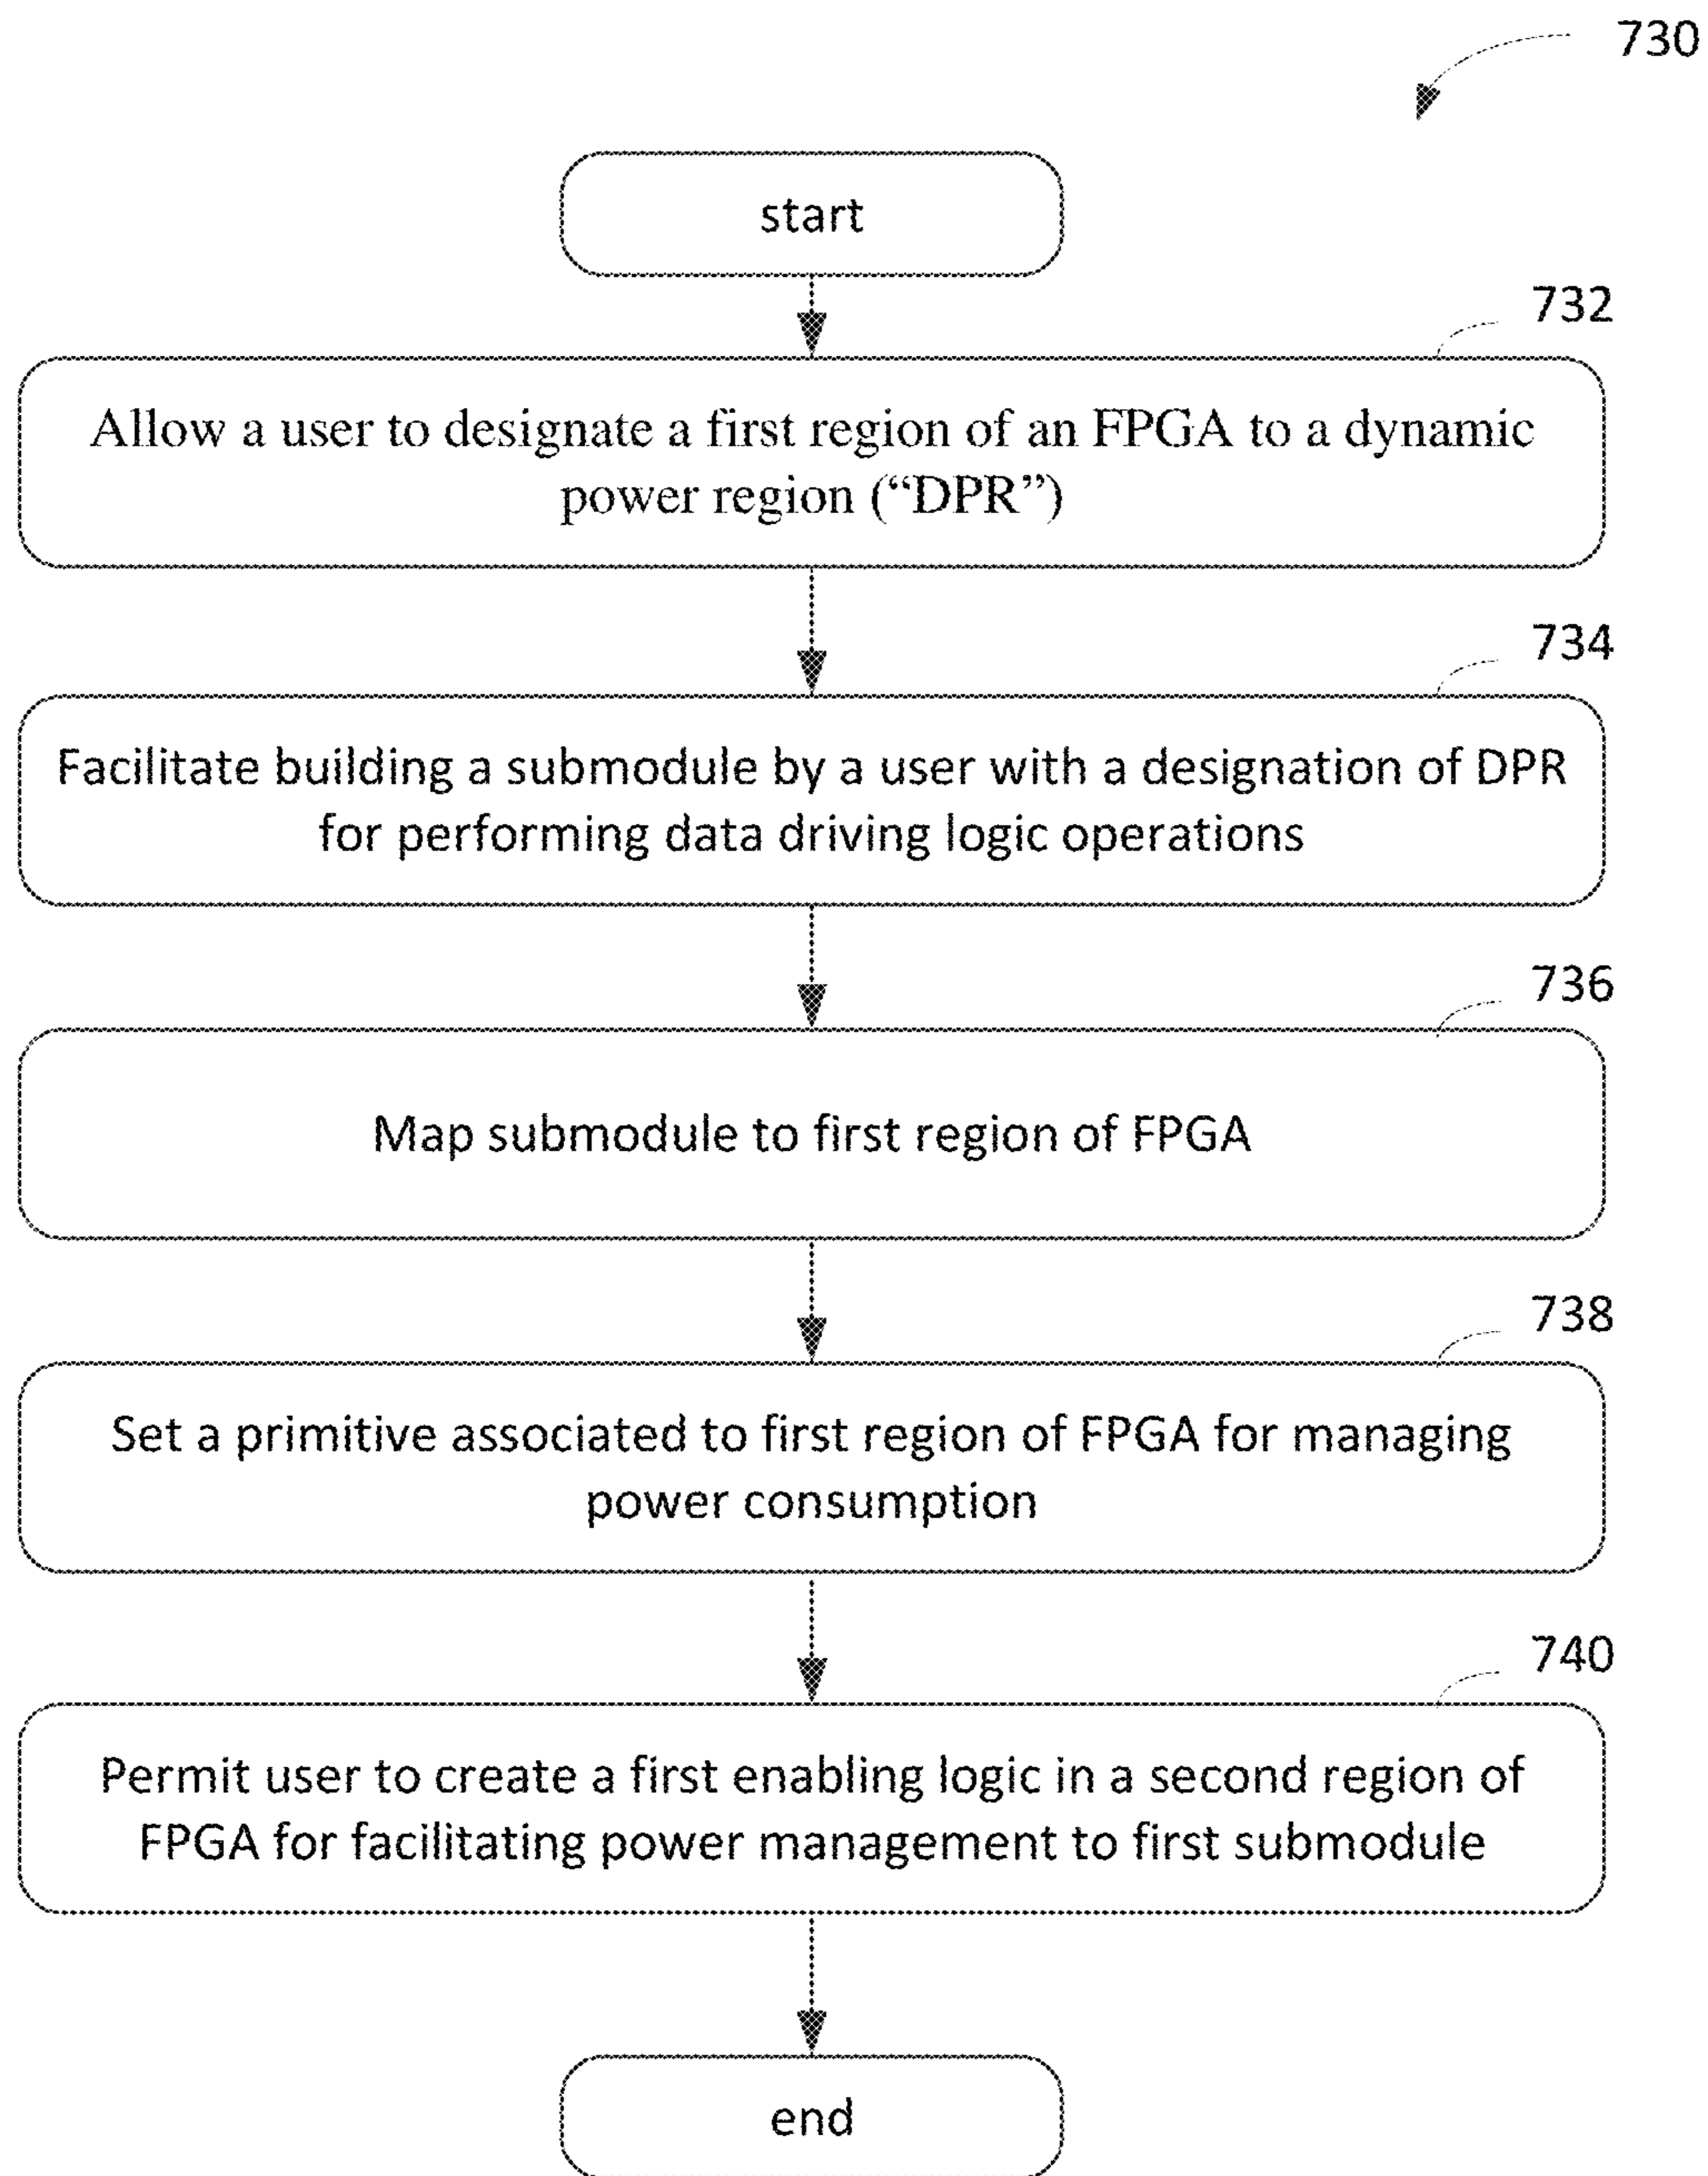 730
start
732
Allow a user to designate a first region of an FPGA to a dynamic
power region (“DPR”)
734
Facilitate building a submodule by a user with a designation of DPR
for performing data driving logic operations
736
Map submodule to first region of FPGA
738
Set a primitive associated to first region of FPGA for managing
power consumption
740
Permit user to create a first enabling logic in a second region of
FPGA for facilitating power management to first submodule
end